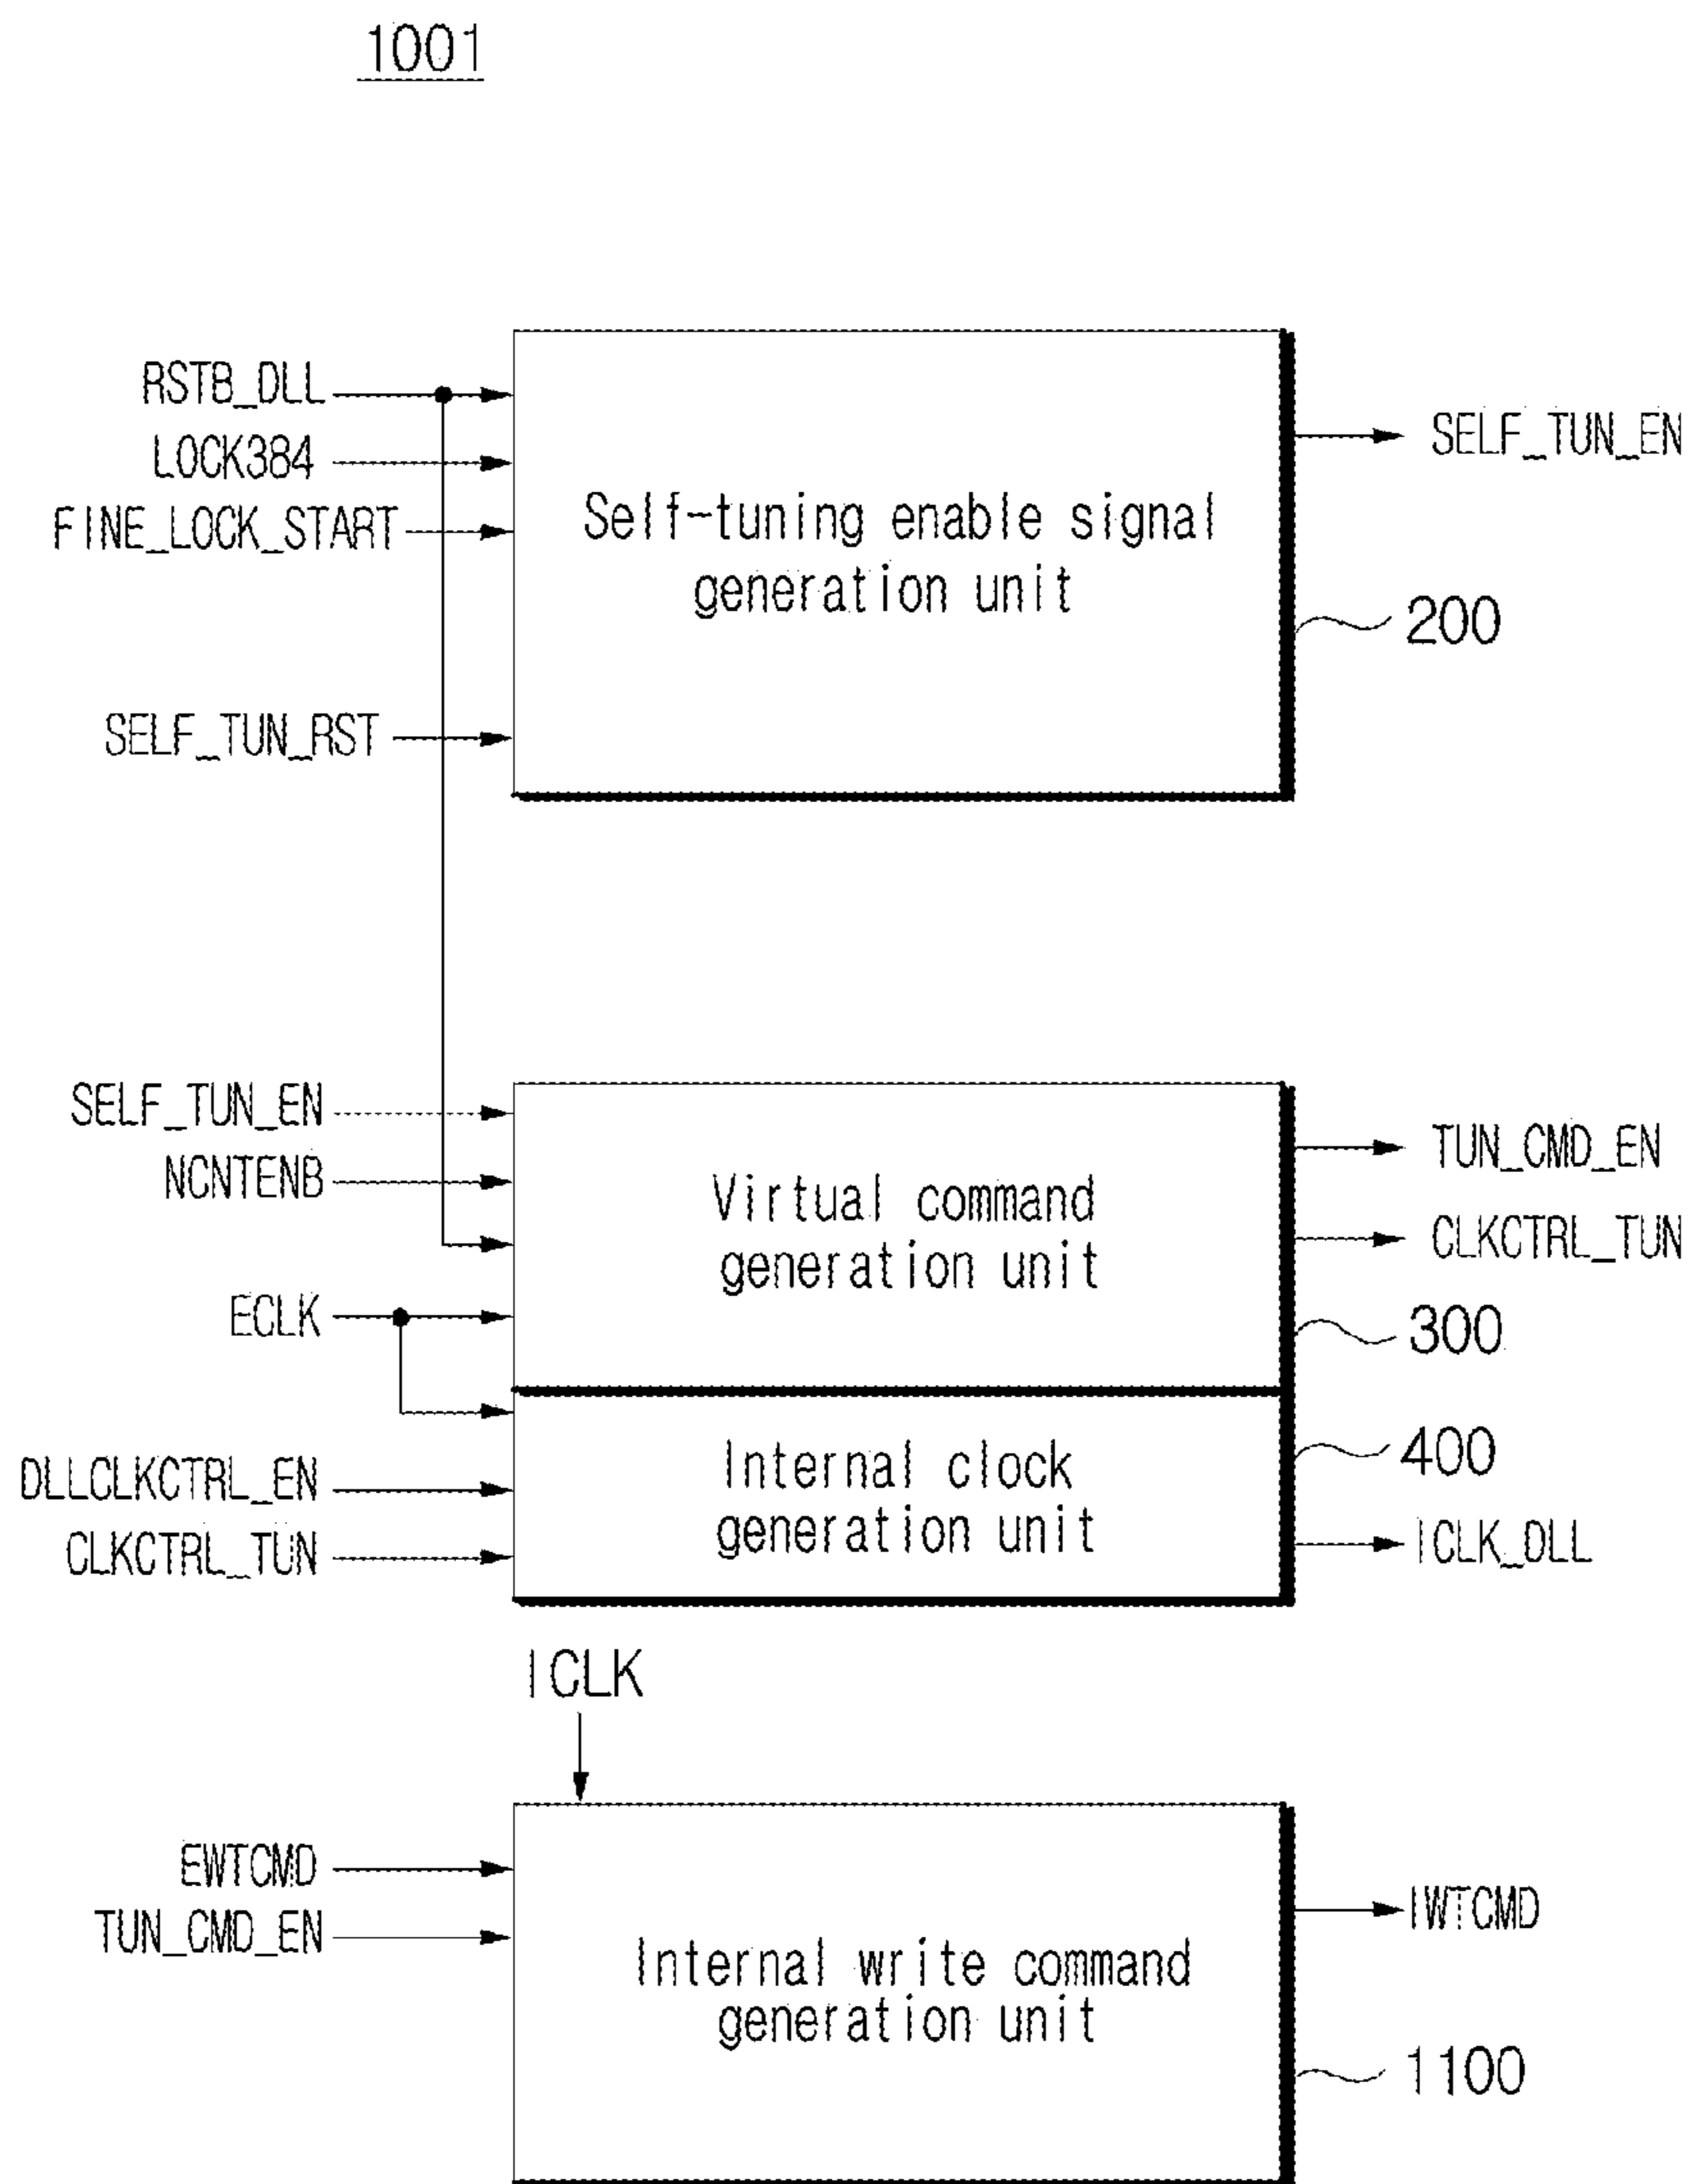 1001
RSTB_DLL
LOCK384
FINE_LOCK_START
SELF_TUN_RST
Self-tuning enable signal
generation unit
SELF_TUN_EN
200
SELF_TUN_EN
NCNTENB
ECLK
Virtual command
generation unit
TUN_CMD_EN
CLKCTRL_TUN
300
DLLCLKCTRL_EN
CLKCTRL_TUN
Internal clock
generation unit
400
ICLK_DLL
ICLK
EWTCMD
TUN_CMD_EN
Internal write command
generation unit
IWTCMD
1100